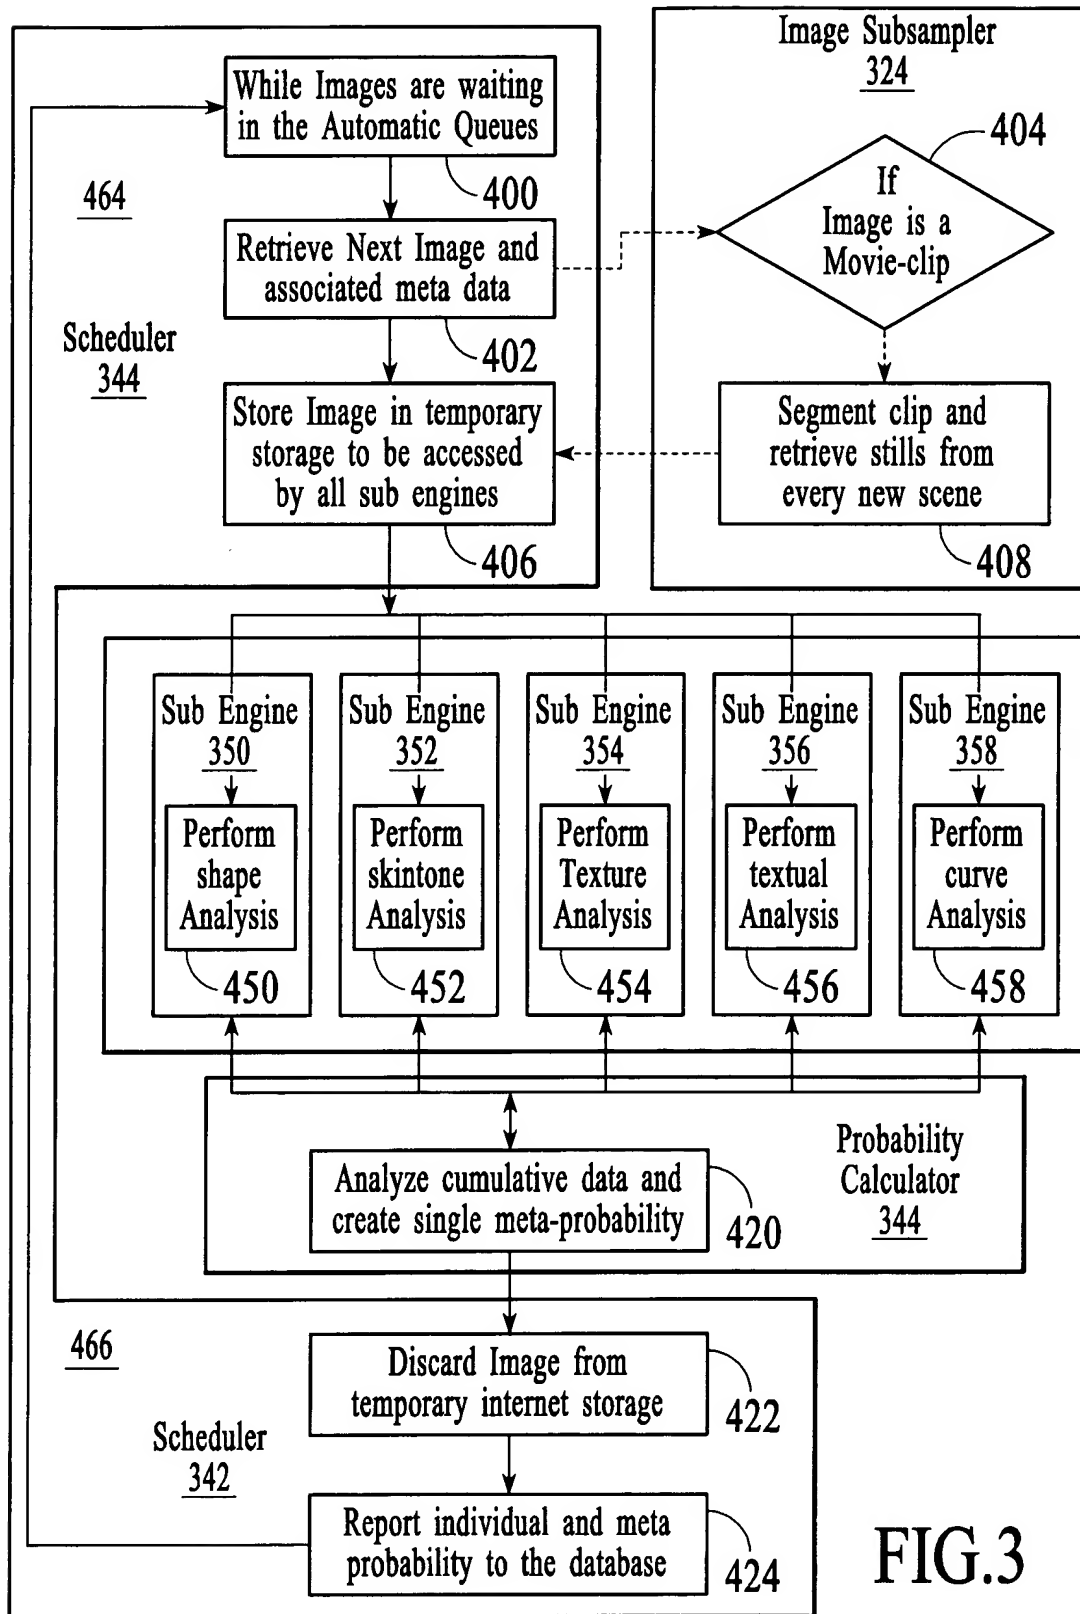 Image Subsampler
324
While Images are waiting
in the Automatic Queues
400
404
If
Image is a
Movie-clip
464
Retrieve Next Image and
associated meta data
402
Scheduler
344
Store Image in temporary
storage to be accessed
by all sub engines
406
Segment clip and
retrieve stills from
every new scene
408
Sub Engine
350
Perform
shape
Analysis
450
Sub Engine
352
Perform
skintone
Analysis
452
Sub Engine
354
Perform
Texture
Analysis
454
Sub Engine
356
Perform
textual
Analysis
456
Sub Engine
358
Perform
curve
Analysis
458
Analyze cumulative data and
create single meta-probability
420
Probability
Calculator
344
466
Discard Image from
temporary internet storage
422
Scheduler
342
Report individual and meta
probability to the database
424
FIG.3